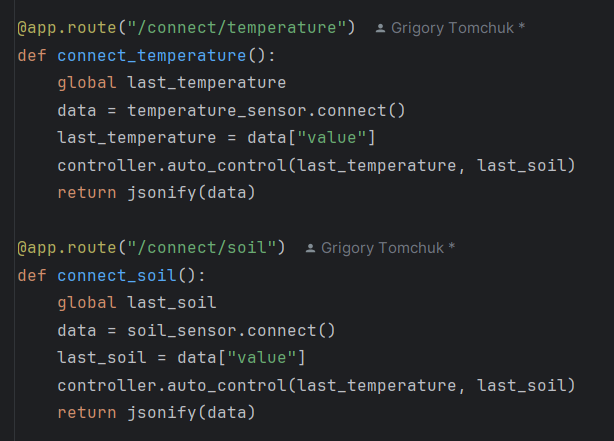 @app.route("/connect/temperature")  Grigory Tomchuk *
def connect_temperature():
    global last_temperature
    data = temperature_sensor.connect()
    last_temperature = data["value"]
    controller.auto_control(last_temperature, last_soil)
    return jsonify(data)

@app.route("/connect/soil")  Grigory Tomchuk *
def connect_soil():
    global last_soil
    data = soil_sensor.connect()
    last_soil = data["value"]
    controller.auto_control(last_temperature, last_soil)
    return jsonify(data)